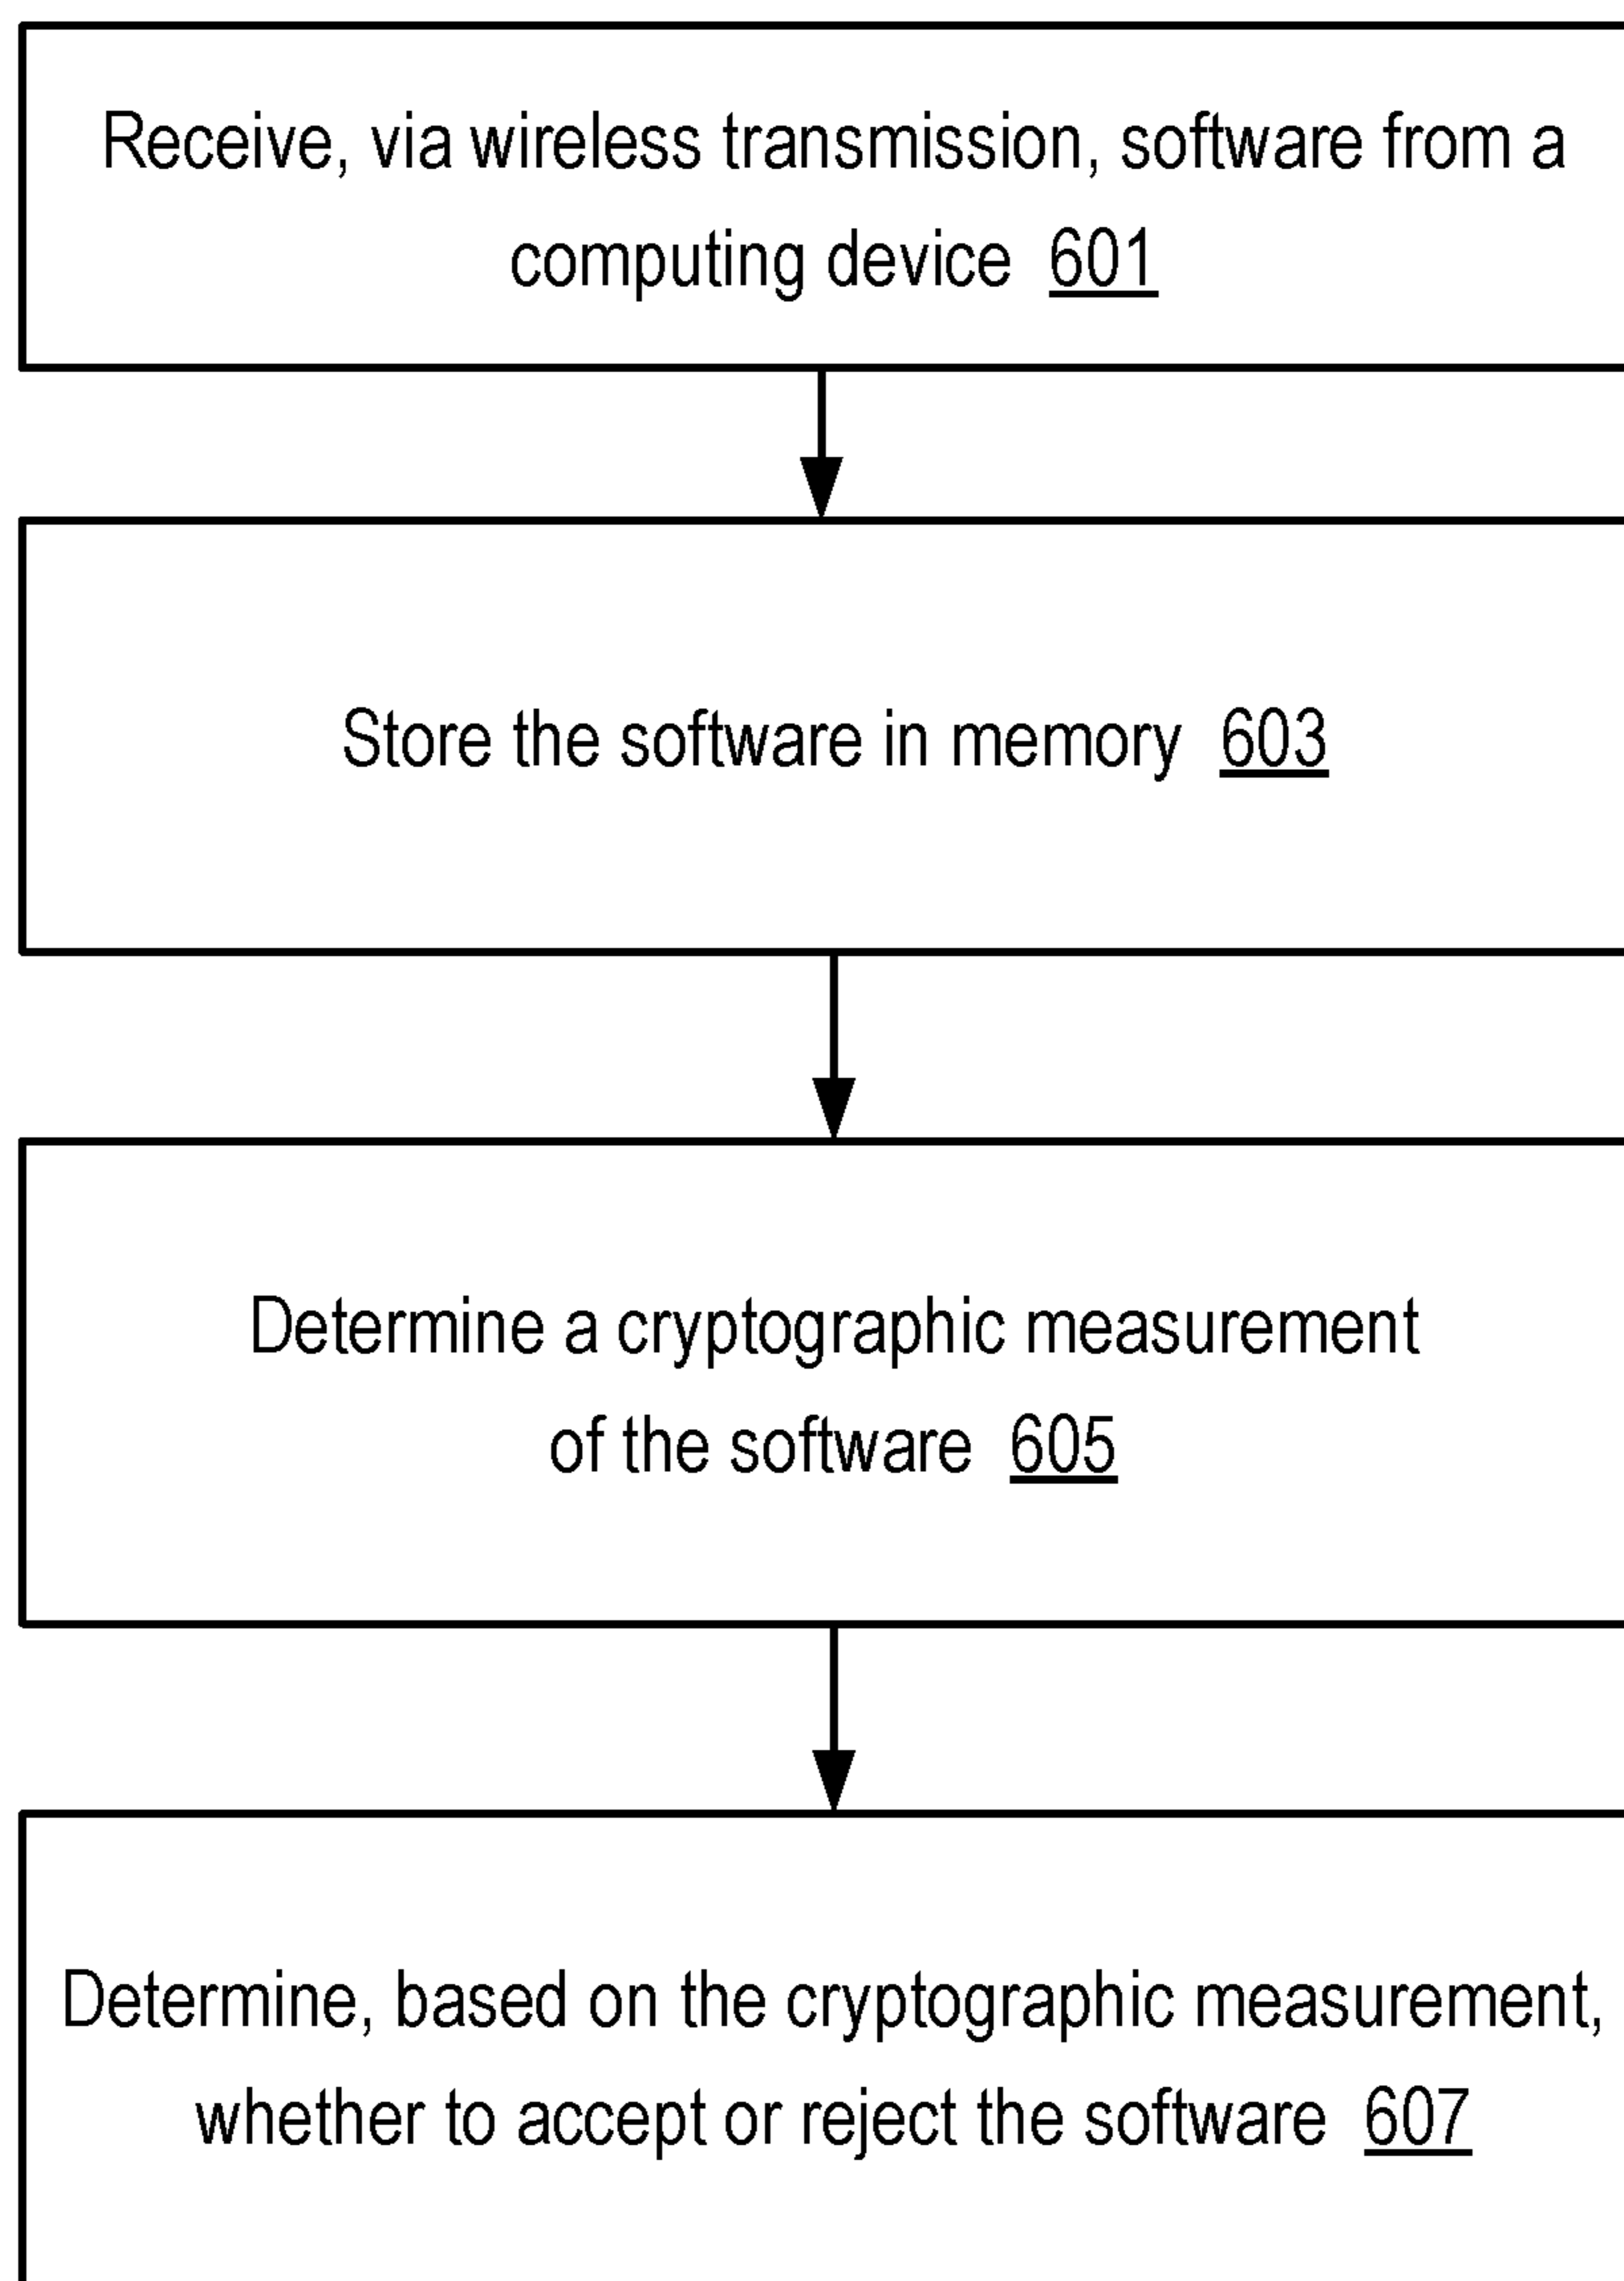 Receive, via wireless transmission, software from a
computing device 601
Store the software in memory 603
Determine a cryptographic measurement
of the software 605
Determine, based on the cryptographic measurement,
whether to accept or reject the software 607